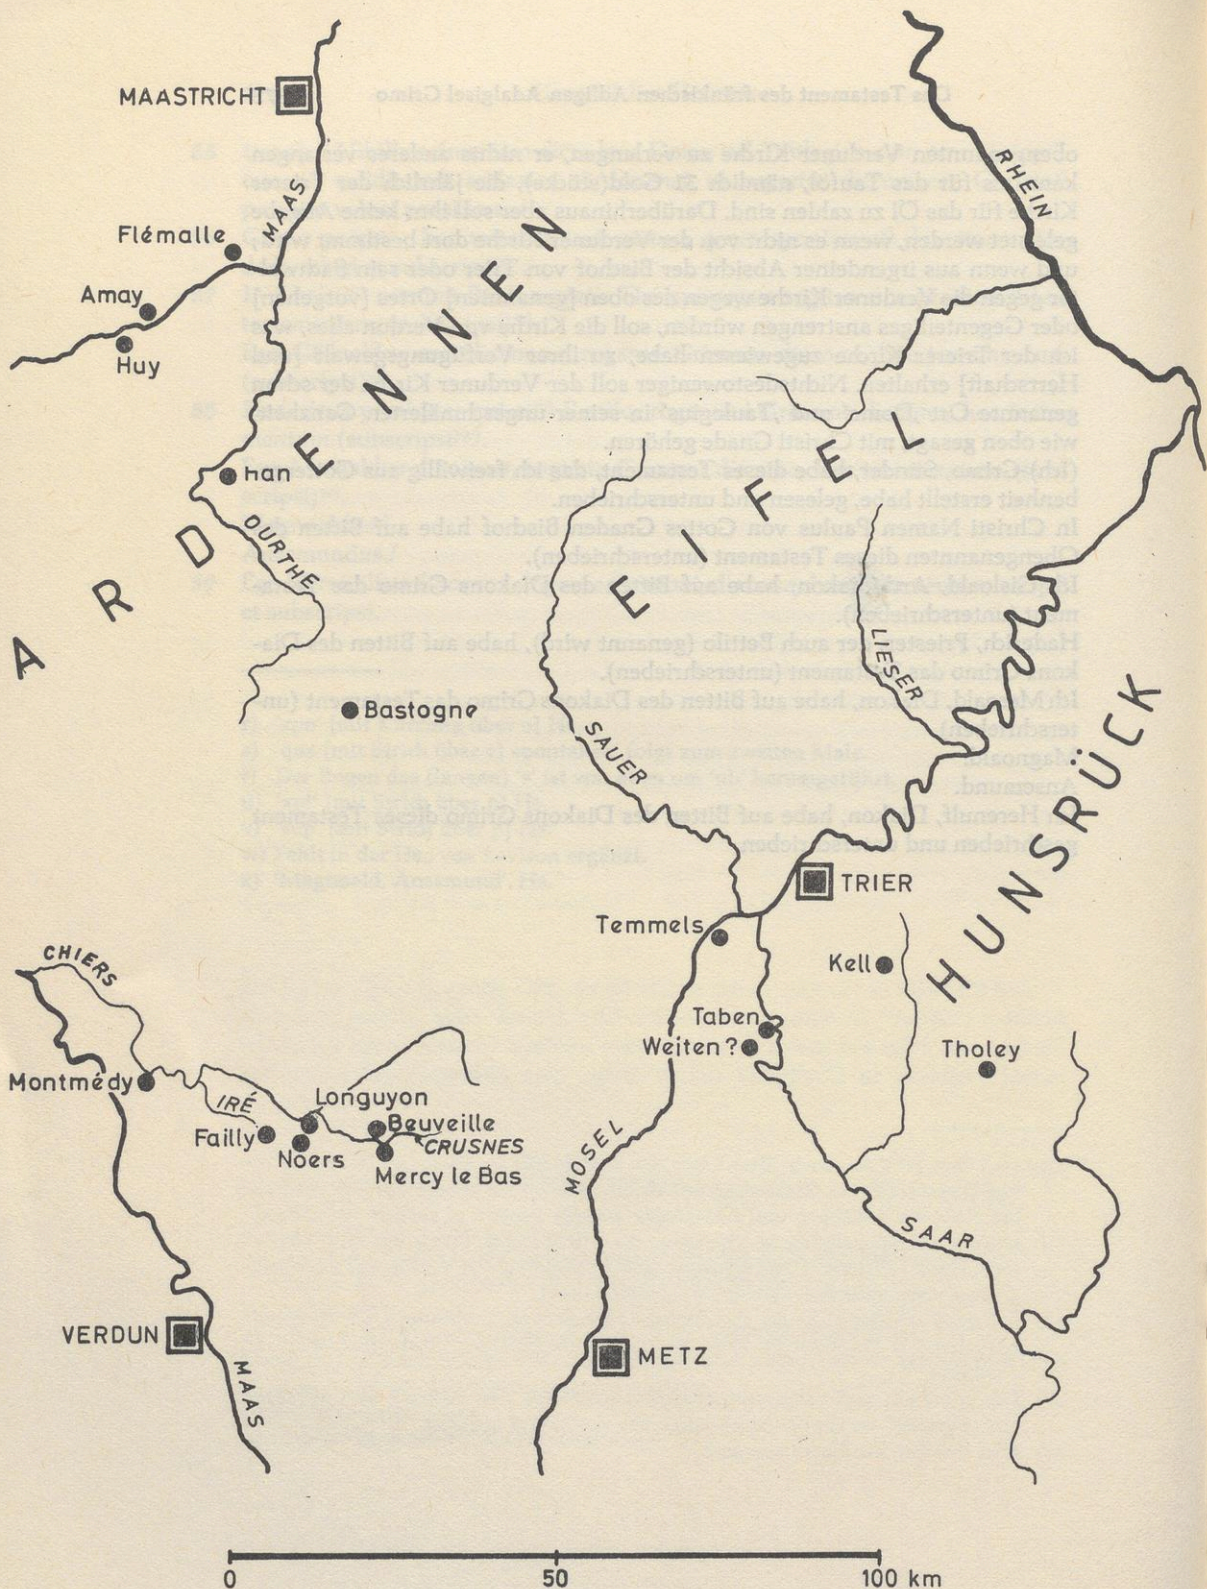 MAASTRICHT
MAAS
RHEIN
Flémalle
Amay
Huy
ARDENNEN
EIFEL
Han
OURTHE
LIESER
Bastogne
SAUER
HUNSRÜCK
TRIER
Temmels
Kell
CHIERS
Taben
Weiten?
Tholey
Montmédy
IRÉ
Longuyon
Beuveille
Failly
Noers
CRUSNES
Mercy le Bas
MOSEL
SAAR
VERDUN
METZ
MAAS
0 50 100 km